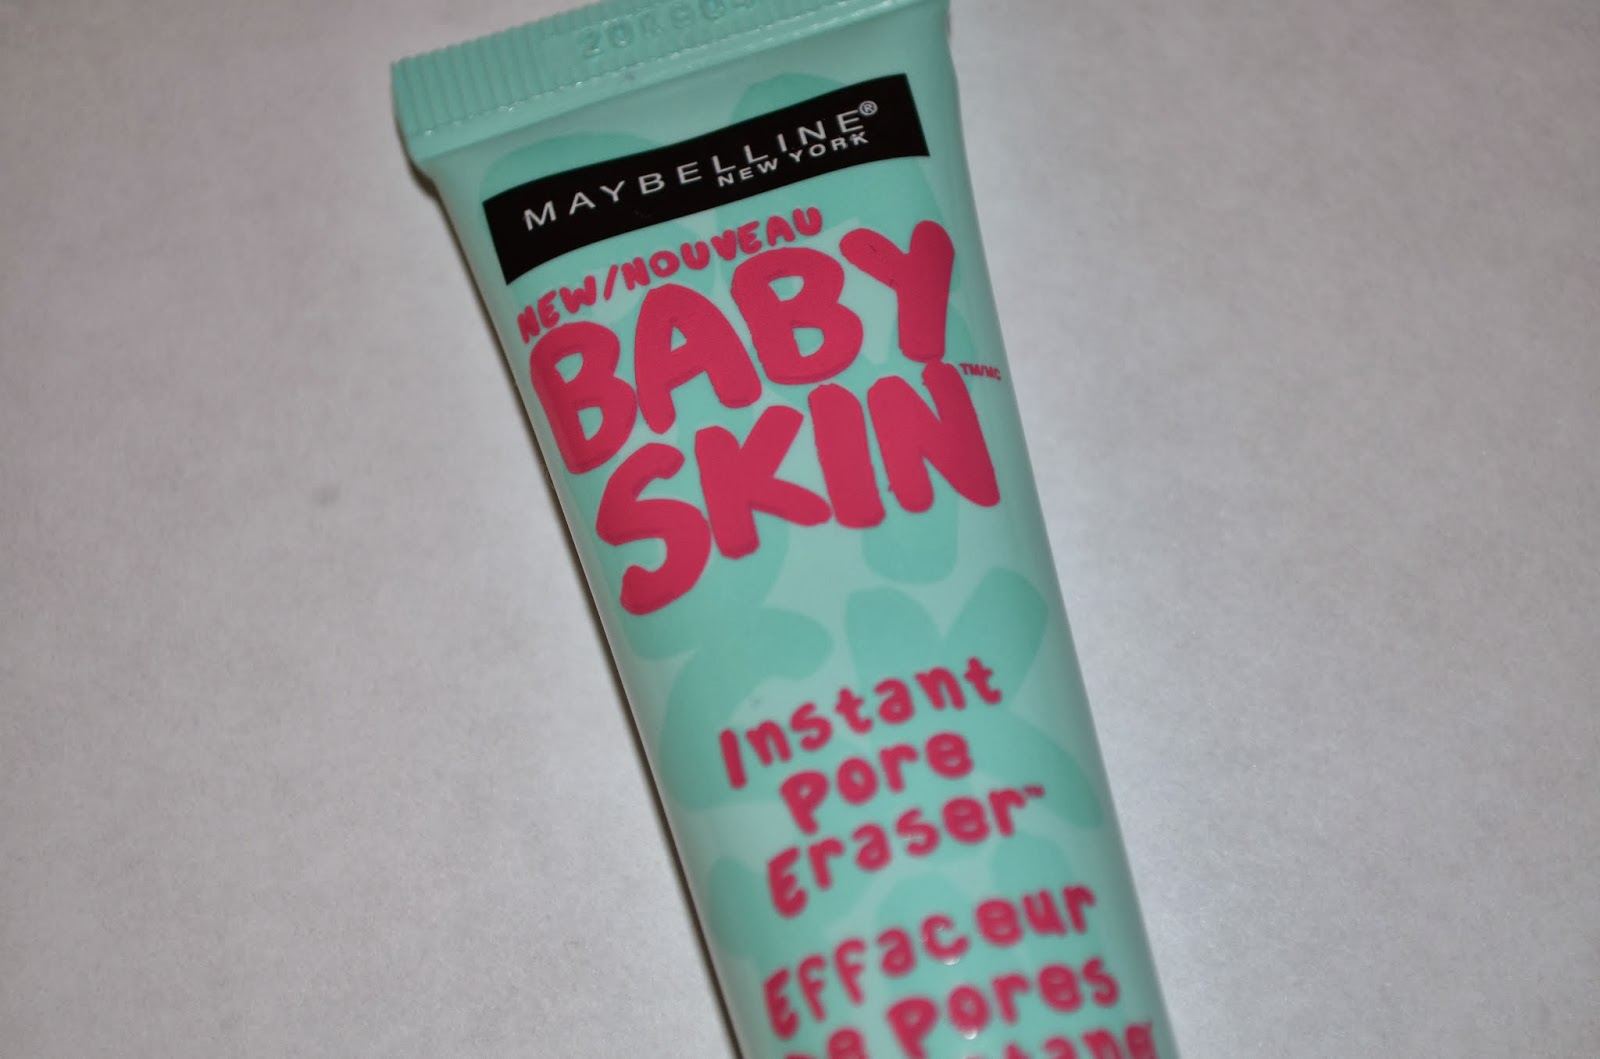 MAYBELLINE®
NEW YORK
NEW/NOUVEAU
BABY
SKIN TM/MC
Instant
Pore
Eraser™
Effaceur
de Pores